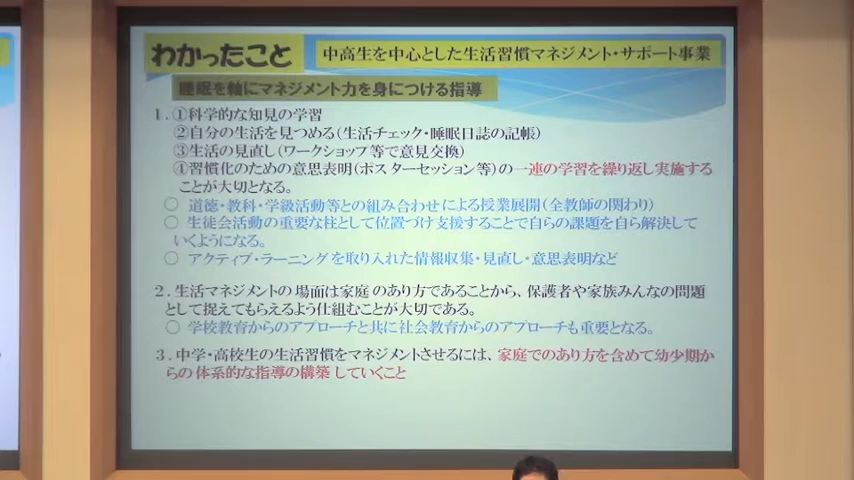 わかったこと
中高生を中心とした生活習慣マネジメント・サポート事業
睡眠を軸にマネジメント力を身につける指導
1．①科学的な知見の学習
②自分の生活を見つめる（生活チェック・睡眠日誌の記帳）
③生活の見直し（ワークショップ等で意見交換）
④習慣化のための意思表明（ポスターセッション等）の一連の学習を繰り返し実施する
ことが大切となる。
○ 道徳・教科・学級活動等との組み合わせによる授業展開（全教師の関わり）
○ 生徒会活動の重要な柱として位置づけ支援することで自らの課題を自ら解決して
いくようになる。
○ アクティブ・ラーニングを取り入れた情報収集・見直し・意思表明など
2．生活マネジメントの場面は家庭のあり方であることから、保護者や家族みんなの問題
として捉えてもらえるよう仕組むことが大切である。
○ 学校教育からのアプローチと共に社会教育からのアプローチも重要となる。
3．中学・高校生の生活習慣をマネジメントさせるには、家庭でのあり方を含めて幼少期か
らの体系的な指導の構築していくこと